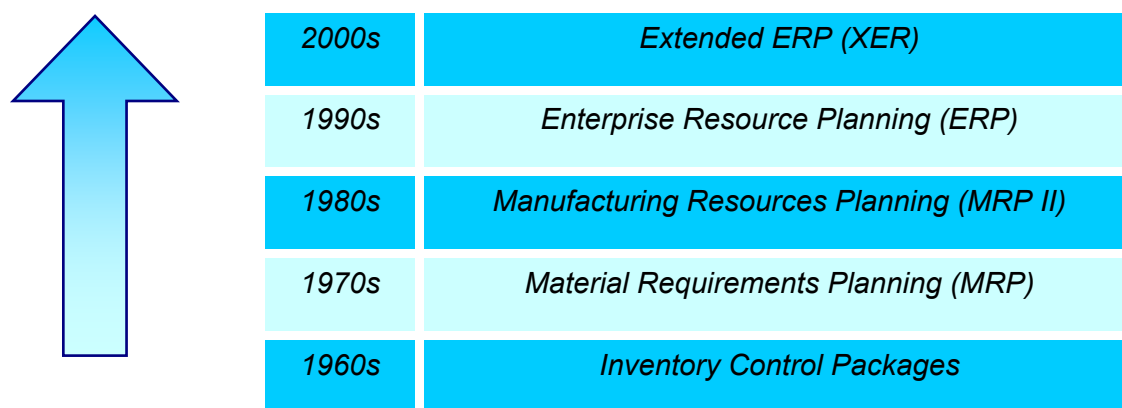 2000s Extended ERP (XER)
1990s Enterprise Resource Planning (ERP)
1980s Manufacturing Resources Planning (MRP II)
1970s Material Requirements Planning (MRP)
1960s Inventory Control Packages